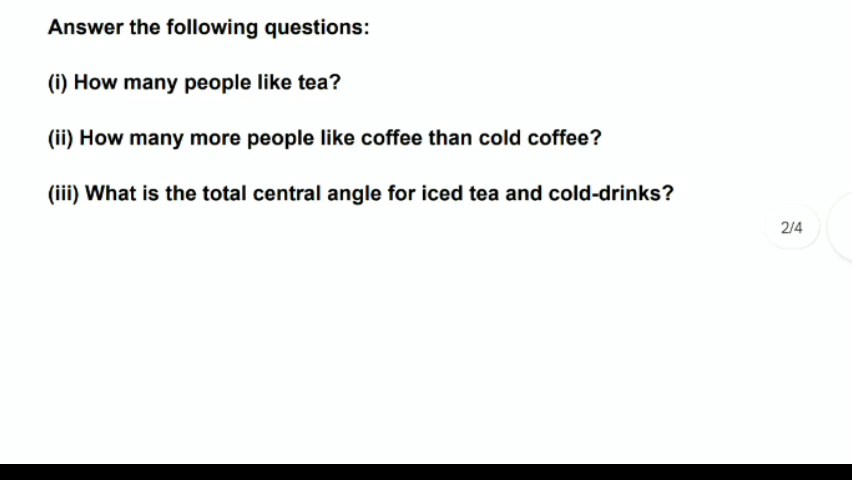 Answer the following questions:
(i) How many people like tea?
(ii) How many more people like coffee than cold coffee?
(iii) What is the total central angle for iced tea and cold-drinks?
2/4